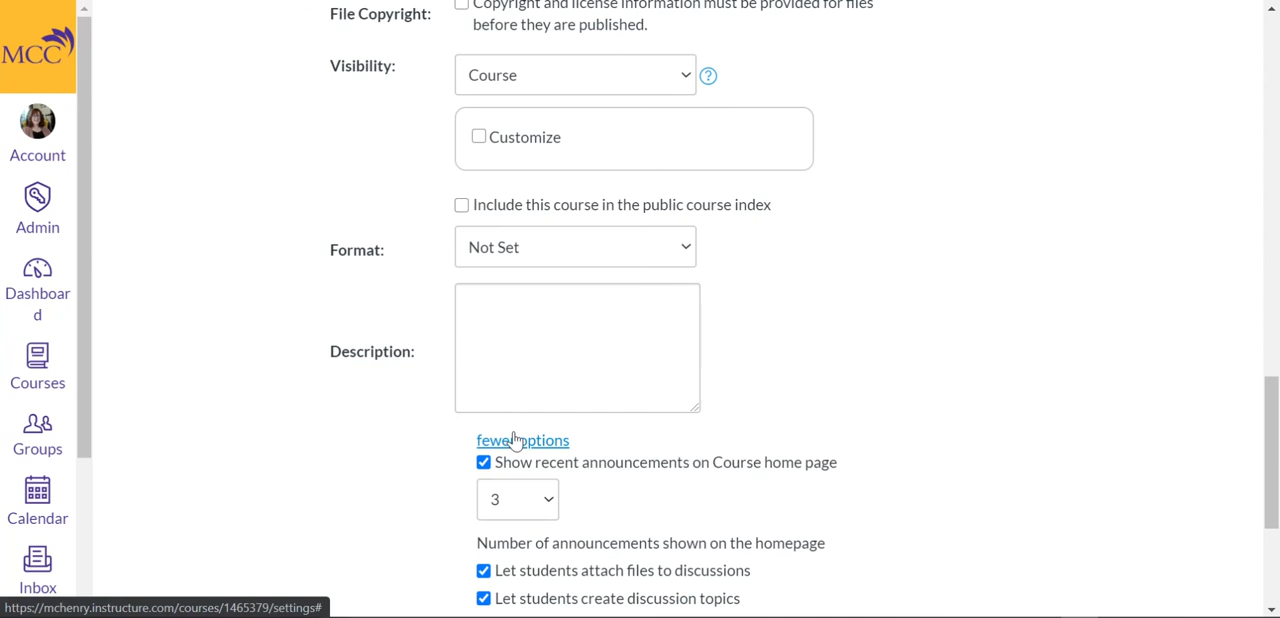 File Copyright:
Copyright and license information must be provided for files
before they are published.
MCC
Visibility:
Course
?
Customize
Account
Include this course in the public course index
Admin
Format:
Not Set
Dashboar
d
Description:
Courses
Groups
fewer options
Show recent announcements on Course home page
3
Calendar
Number of announcements shown on the homepage
Let students attach files to discussions
Inbox
Let students create discussion topics
https://mchenry.instructure.com/courses/1465379/settings#